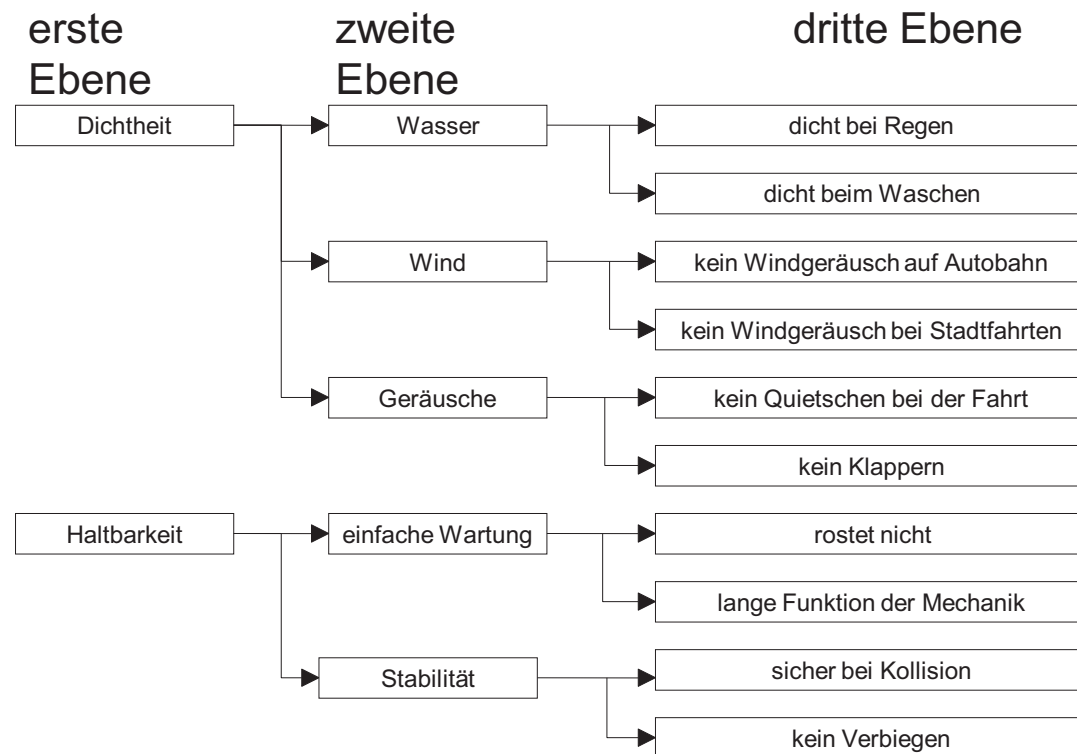 erste
Ebene
zweite
Ebene
dritte Ebene
Dichtheit
Wasser
dicht bei Regen
dicht beim Waschen
Wind
kein Windgeräusch auf Autobahn
kein Windgeräusch bei Stadtfahrten
Geräusche
kein Quietschen bei der Fahrt
kein Klappern
Haltbarkeit
einfache Wartung
rostet nicht
lange Funktion der Mechanik
Stabilität
sicher bei Kollision
kein Verbiegen